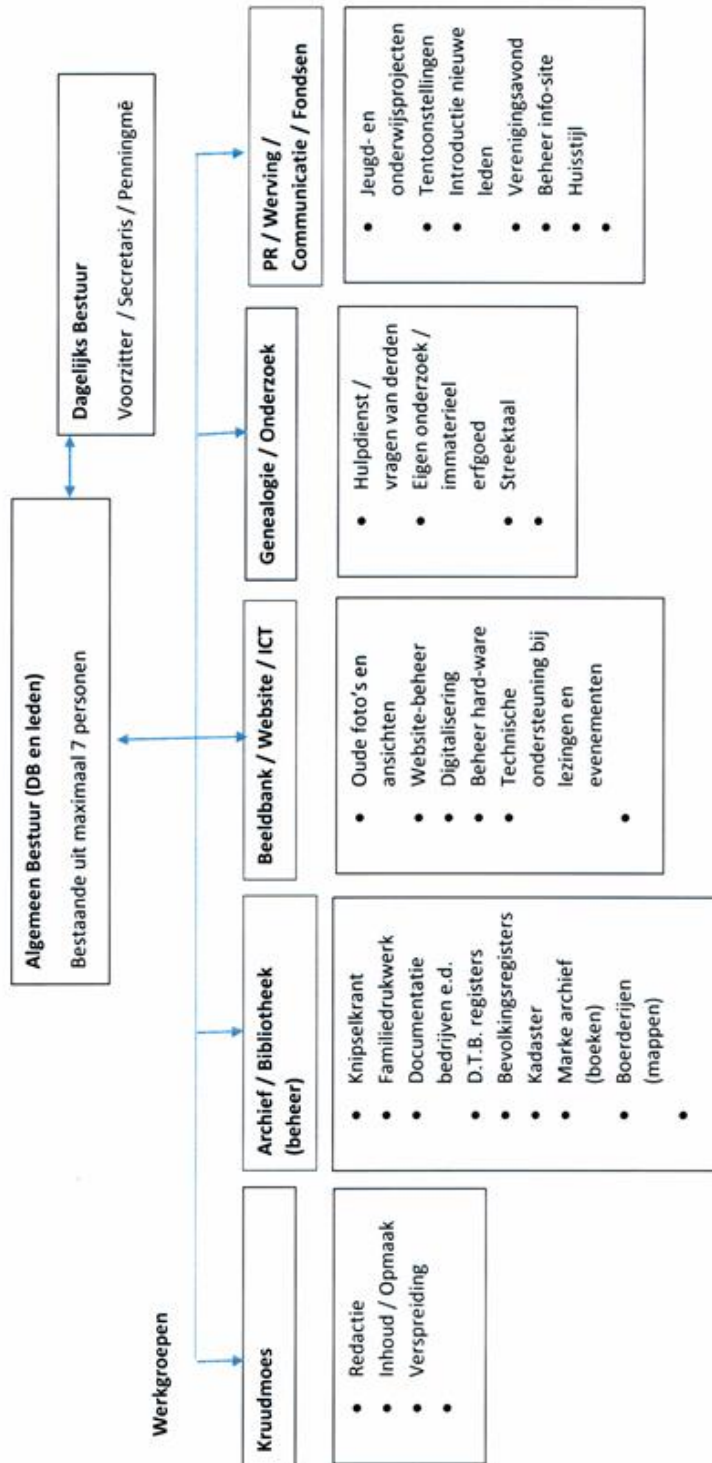 Algemeen Bestuur (DB en leden)
Bestaande uit maximaal 7 personen
Dagelijks Bestuur
Voorzitter / Secretaris / Penningmê
Werkgroepen
Kruudmoes
• Redactie
• Inhoud / Opmaak
• Verspreiding
•
Archief / Bibliotheek
(beheer)
• Knipselkrant
• Familiedrukwerk
• Documentatie
bedrijven e.d.
• D.T.B. registers
• Bevolkingsregisters
• Kadaster
• Marke archief
(boeken)
• Boerderijen
(mappen)
•
Beeldbank / Website / ICT
• Oude foto's en
ansichten
• Website-beheer
• Digitalisering
• Beheer hard-ware
• Technische
ondersteuning bij
lezingen en
evenementen
•
Genealogie / Onderzoek
• Hulpdienst /
vragen van derden
• Eigen onderzoek /
immaterieel
erfgoed
• Streektaal
•
PR / Werving /
Communicatie / Fondsen
• Jeugd- en
onderwijsprojecten
• Tentoonstellingen
• Introductie nieuwe
leden
• Verenigingsavond
• Beheer info-site
• Huisstijl
•